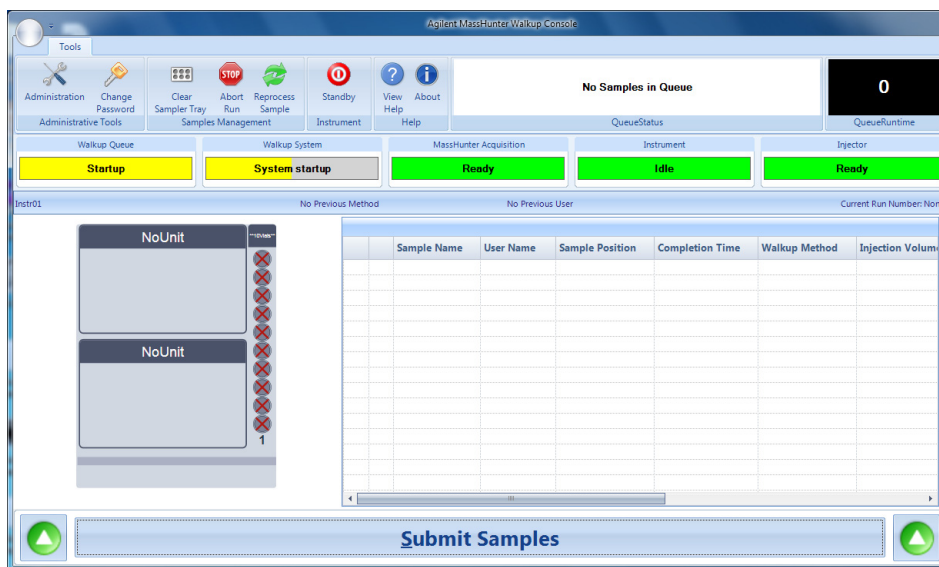 Agilent MassHunter Walkup Console
Tools
Administration
Change Password
Clear Sampler Tray
STOP
Abort Run
Reprocess Sample
Standby
View Help
About
No Samples in Queue
0
Administrative Tools
Samples Management
Instrument
Help
QueueStatus
QueueRuntime
Walkup Queue
Walkup System
MassHunter Acquisition
Instrument
Injector
Startup
System startup
Ready
Idle
Ready
Instr01
No Previous Method
No Previous User
Current Run Number: Non
NoUnit
Sample Name
User Name
Sample Position
Completion Time
Walkup Method
Injection Volume
NoUnit
1
Submit Samples